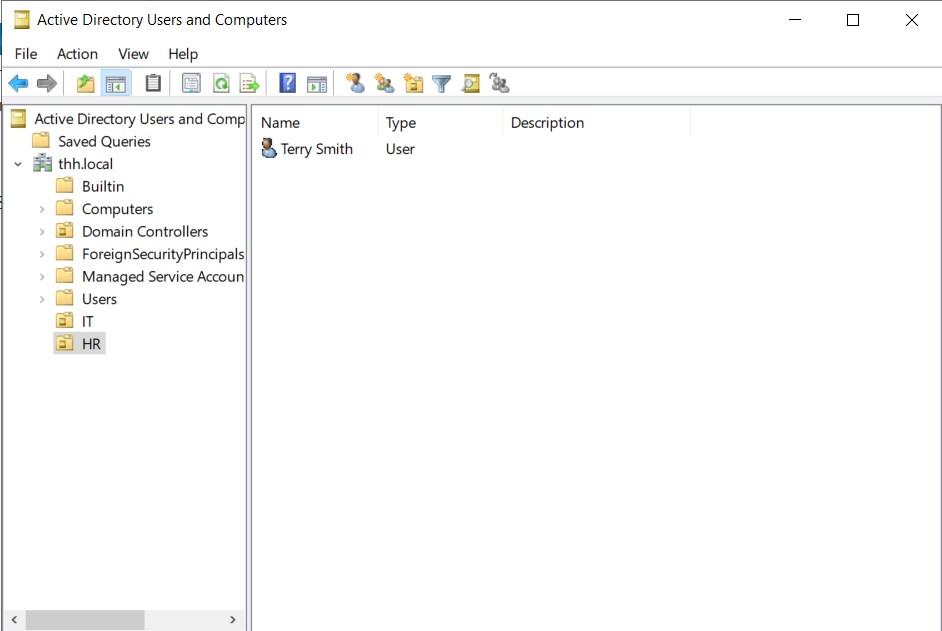 Active Directory Users and Computers
File Action View Help
Active Directory Users and Comp
Saved Queries
thh.local
Builtin
Computers
Domain Controllers
ForeignSecurityPrincipals
Managed Service Accoun
Users
IT
HR
Name Type Description
Terry Smith User